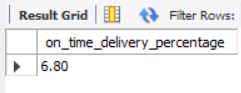 Result Grid Filter Rows:
on_time_delivery_percentage
6.80